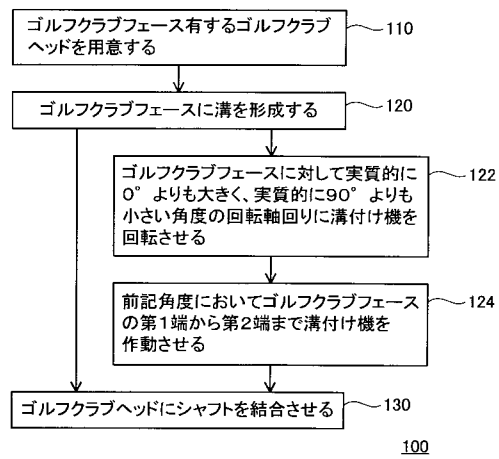 ゴルフクラブフェース有するゴルフクラブ
ヘッドを用意する
110
ゴルフクラブフェースに溝を形成する
120
ゴルフクラブフェースに対して実質的に
0°よりも大きく、実質的に90°よりも
小さい角度の回転軸回りに溝付け機を
回転させる
122
前記角度においてゴルフクラブフェース
の第1端から第2端まで溝付け機を
作動させる
124
ゴルフクラブヘッドにシャフトを結合させる
130
100